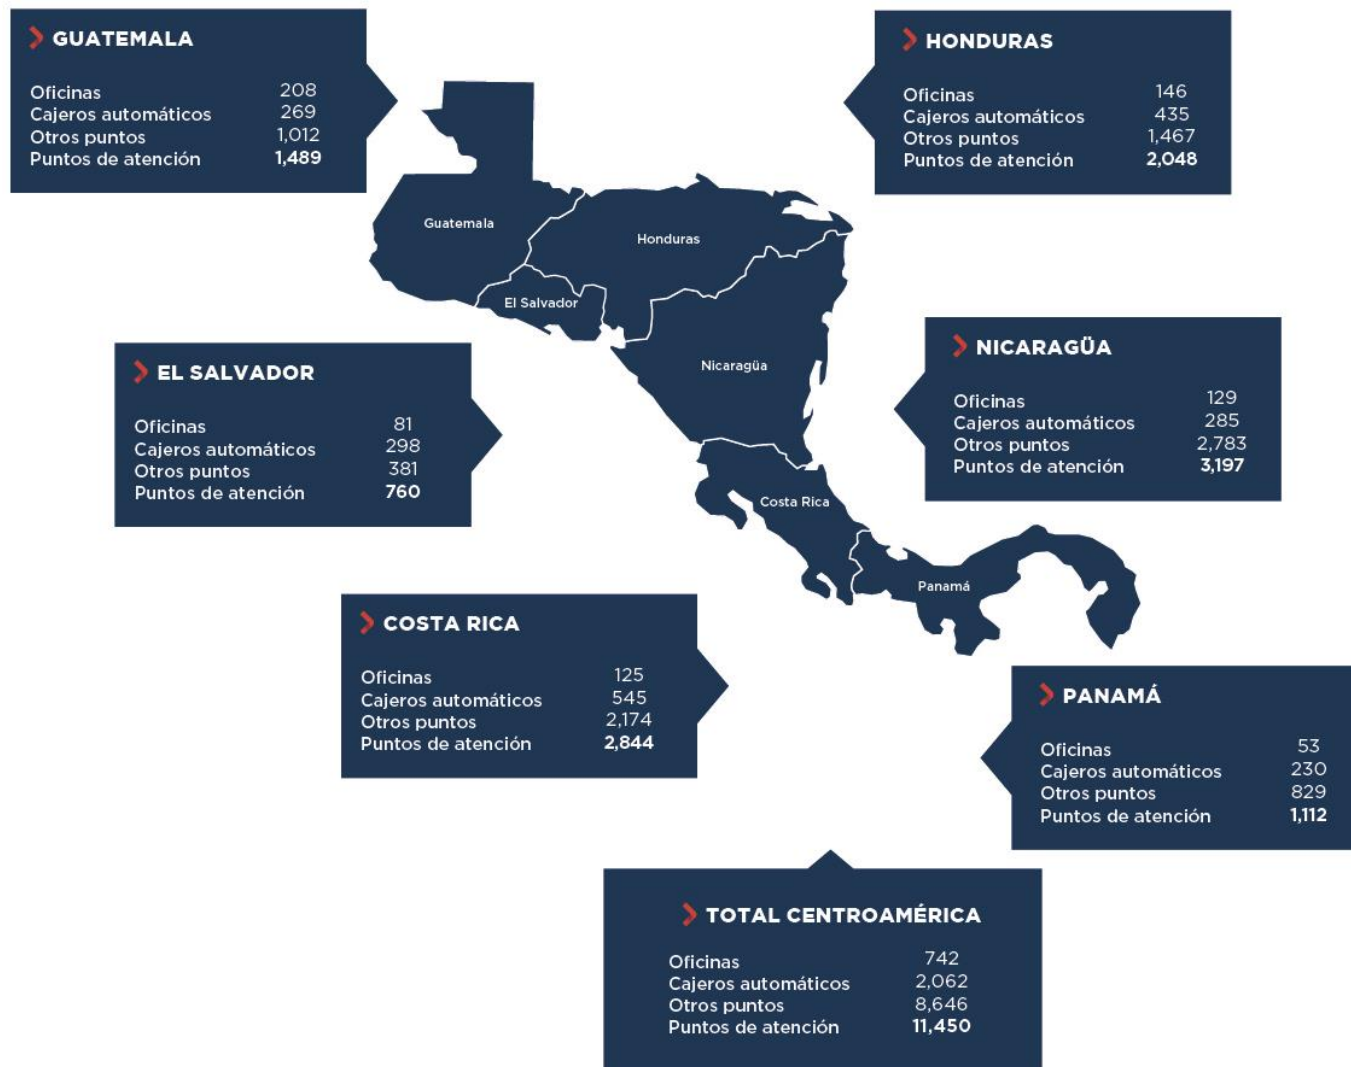 GUATEMALA
Oficinas 208
Cajeros automáticos 269
Otros puntos 1,012
Puntos de atención 1,489
HONDURAS
Oficinas 146
Cajeros automáticos 435
Otros puntos 1,467
Puntos de atención 2,048
Guatemala
Honduras
El Salvador
Nicaragüa
Costa Rica
Panamá
EL SALVADOR
Oficinas 81
Cajeros automáticos 298
Otros puntos 381
Puntos de atención 760
NICARAGÜA
Oficinas 129
Cajeros automáticos 285
Otros puntos 2,783
Puntos de atención 3,197
COSTA RICA
Oficinas 125
Cajeros automáticos 545
Otros puntos 2,174
Puntos de atención 2,844
PANAMÁ
Oficinas 53
Cajeros automáticos 230
Otros puntos 829
Puntos de atención 1,112
TOTAL CENTROAMÉRICA
Oficinas 742
Cajeros automáticos 2,062
Otros puntos 8,646
Puntos de atención 11,450